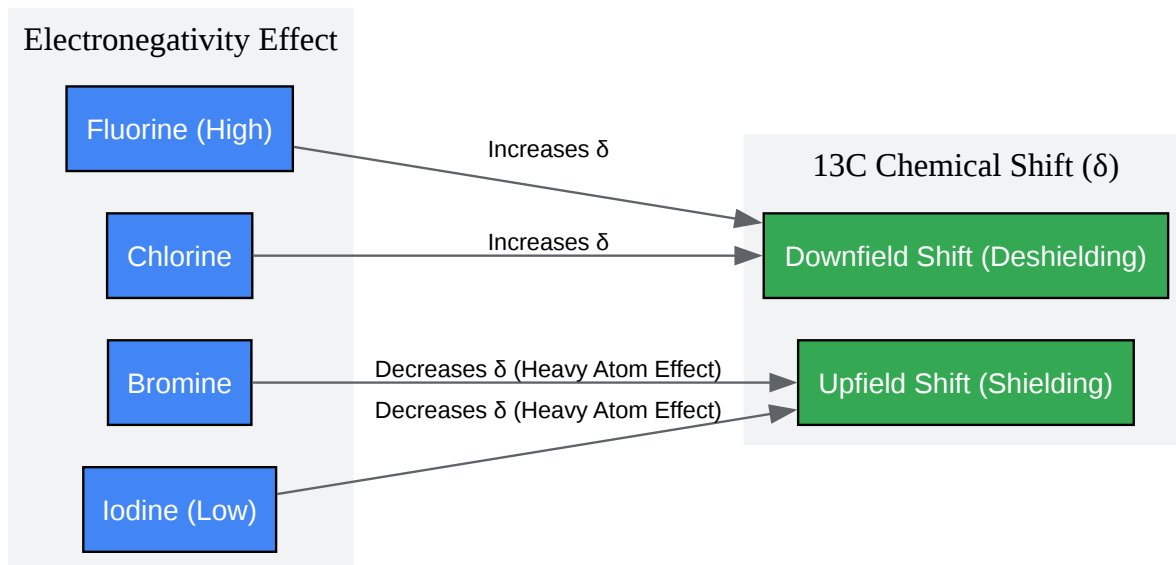 Electronegativity Effect
Fluorine (High)
Increases δ
13C Chemical Shift (δ)
Chlorine
Increases δ
Downfield Shift (Deshielding)
Bromine
Decreases δ (Heavy Atom Effect)
Upfield Shift (Shielding)
Decreases δ (Heavy Atom Effect)
Iodine (Low)